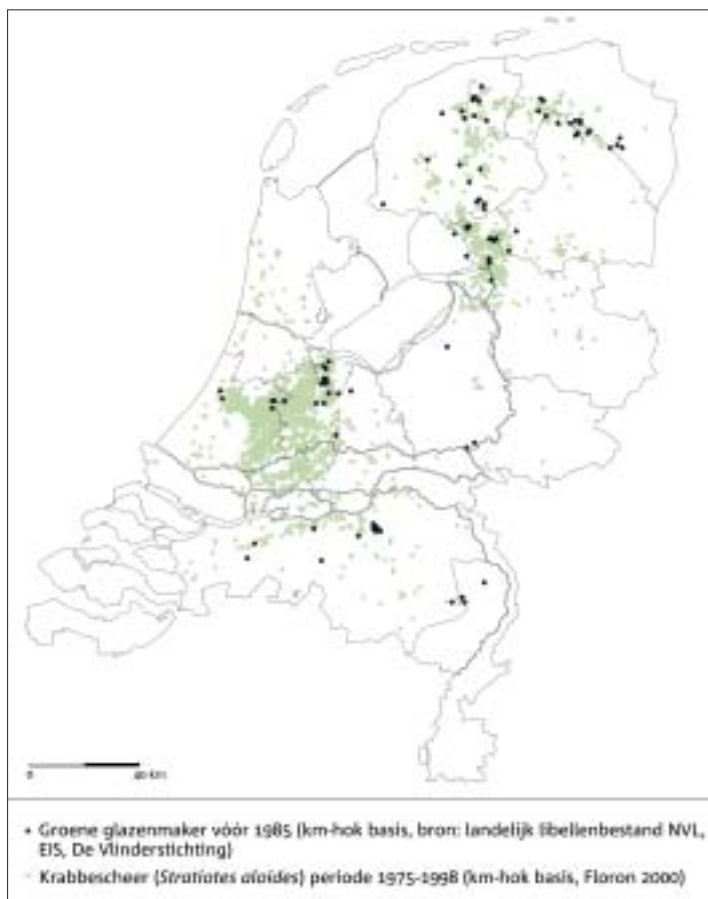 0 40 km
• Groene glazenmaker vóór 1985 (km-hok basis, bron: landelijk libellenbestand NVL,
EIS, De Vlinderstichting)
Krabbescheer (Stratiates aloides) periode 1975-1998 (km-hok basis, Floron 2000)